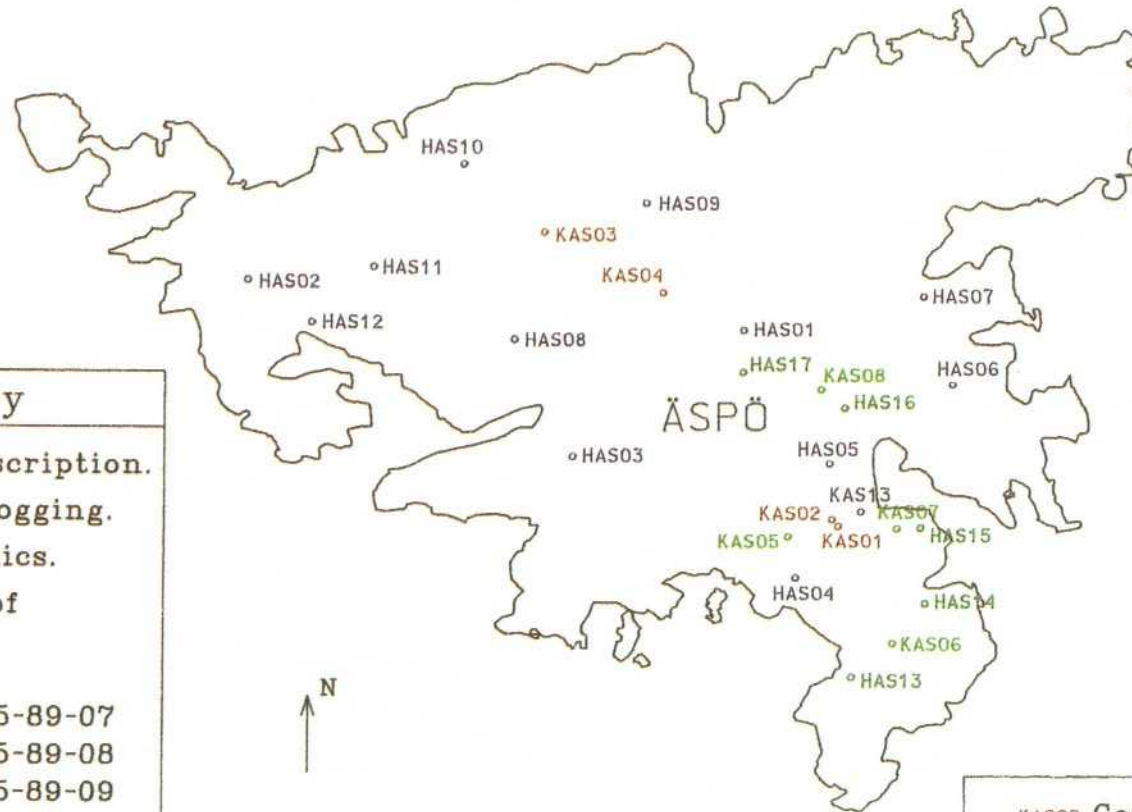 HAS10
HAS09
KAS03
KAS04
HAS11
HAS02
HAS07
HAS12
HAS01
HAS08
HAS17
KAS08
HAS06
HAS16
ÄSPÖ
HAS03
HAS05
KAS13
KAS02
KAS07
KAS05
KAS01
HAS15
HAS04
HAS14
KAS06
HAS13
N
y
scription.
ogging.
ics.
of
5-89-07
5-89-08
5-89-09